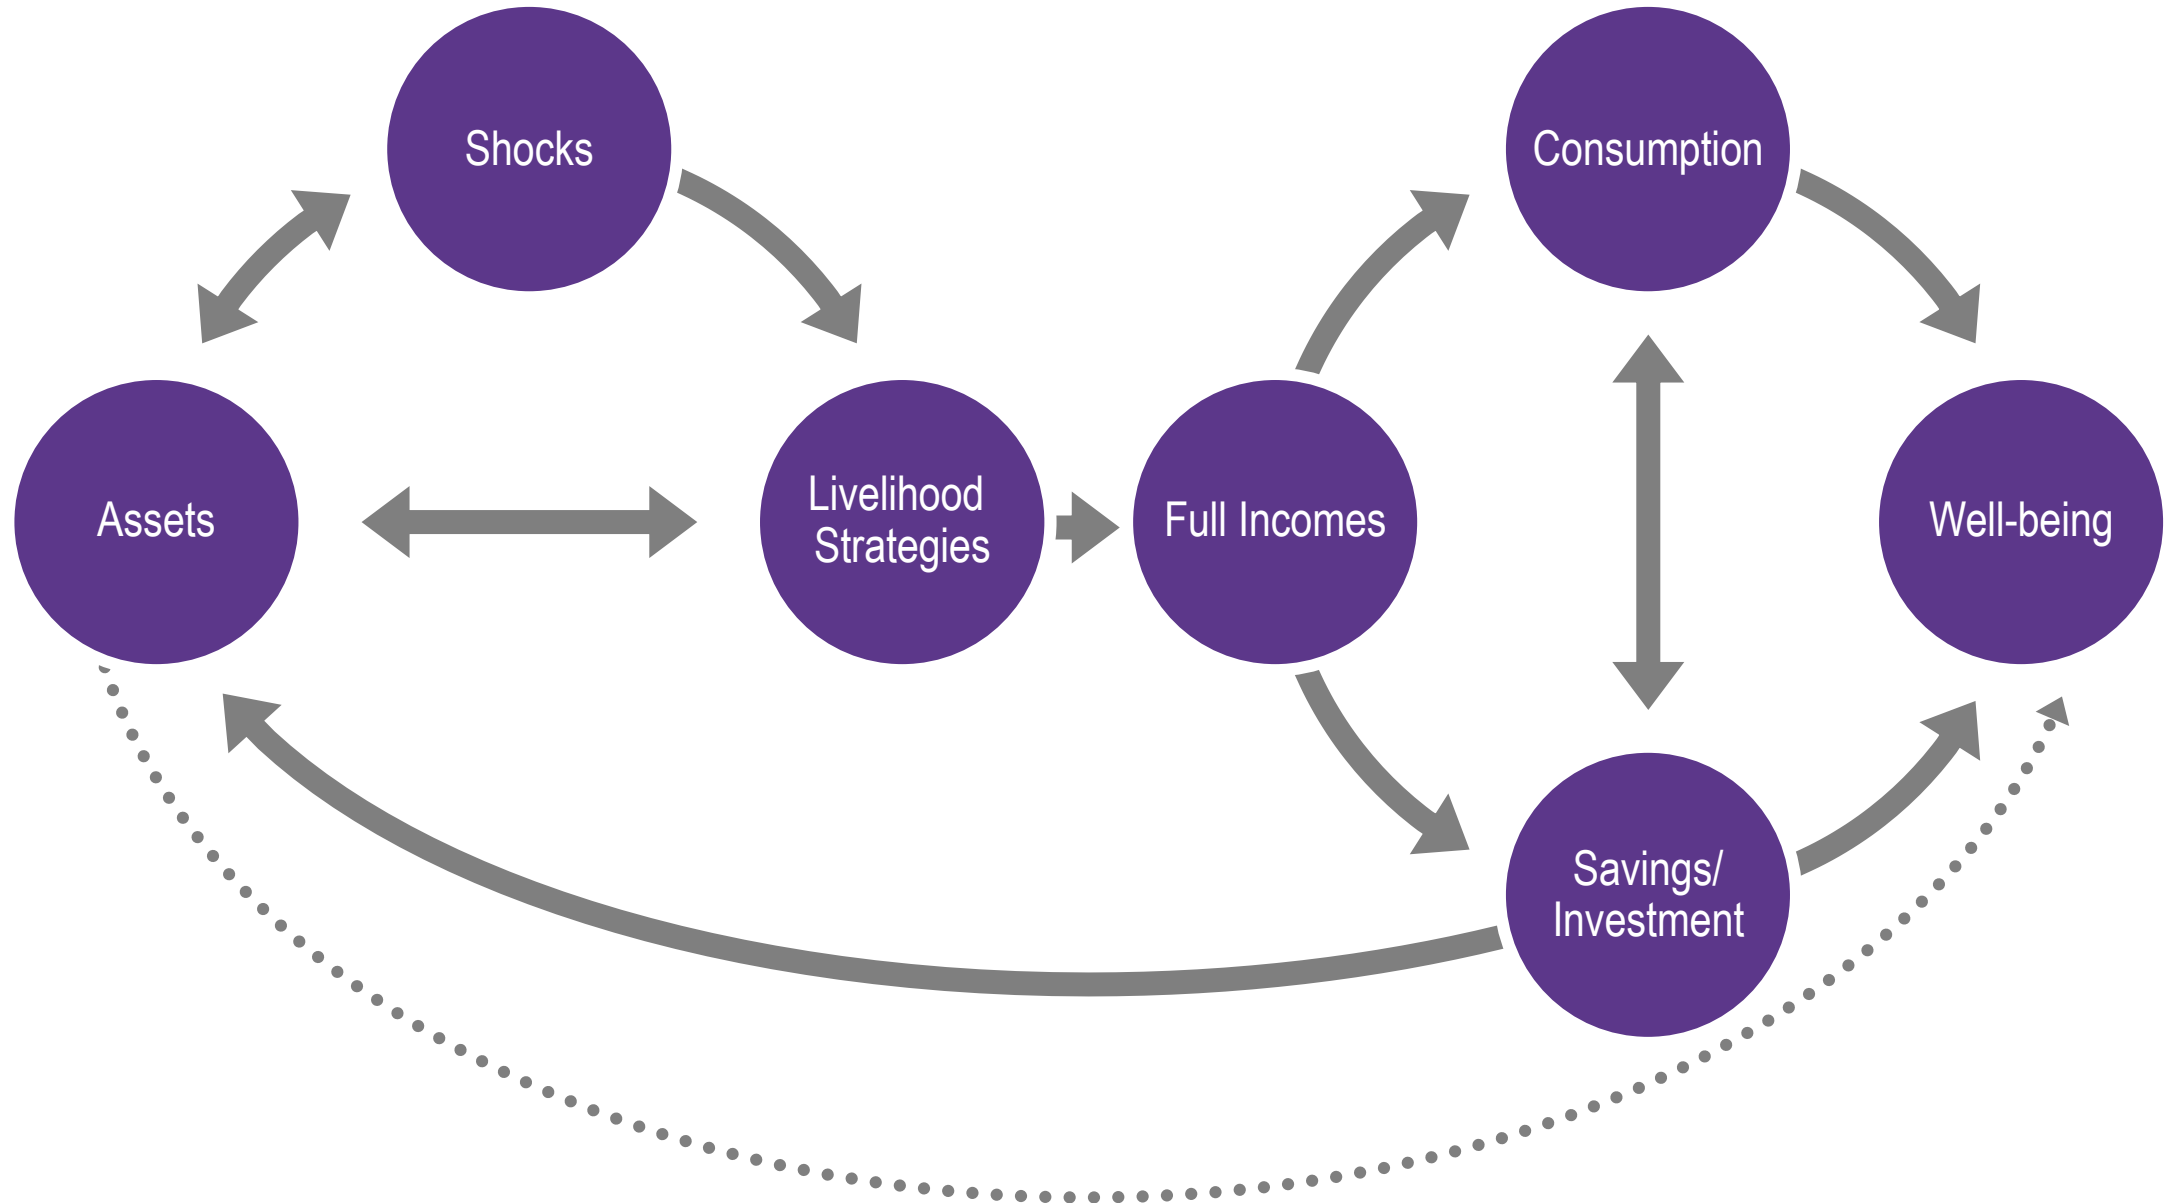 Shocks
Consumption
Assets
Livelihood
Strategies
Full Incomes
Well-being
Savings/
Investment